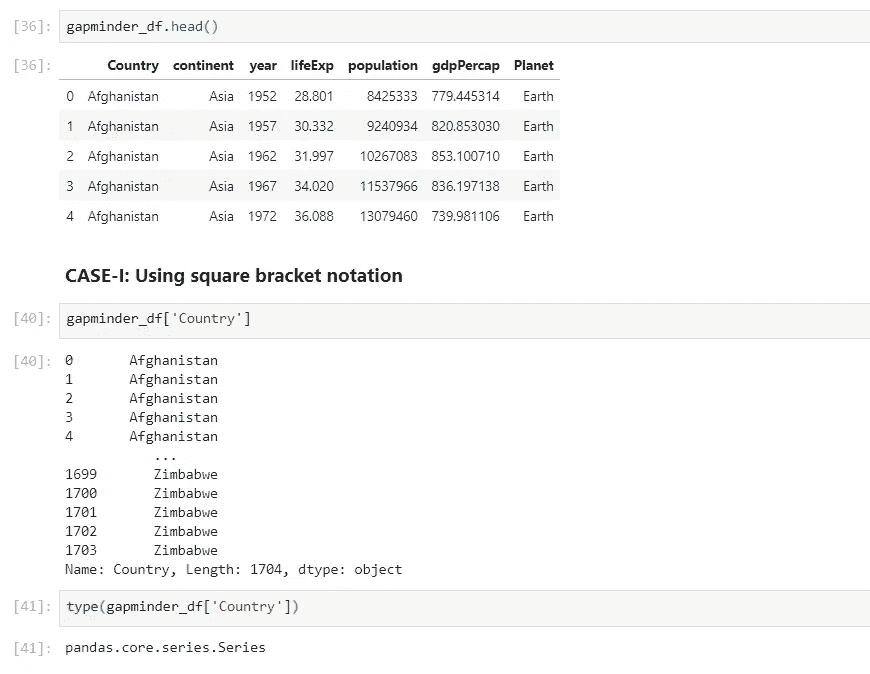 [36]: gapminder_df.head()
[36]: Country continent year lifeExp population gdpPercap Planet
0 Afghanistan Asia 1952 28.801 8425333 779.445314 Earth
1 Afghanistan Asia 1957 30.332 9240934 820.853030 Earth
2 Afghanistan Asia 1962 31.997 10267083 853.100710 Earth
3 Afghanistan Asia 1967 34.020 11537966 836.197138 Earth
4 Afghanistan Asia 1972 36.088 13079460 739.981106 Earth
CASE-I: Using square bracket notation
[40]: gapminder_df['Country']
[40]: 0 Afghanistan
1 Afghanistan
2 Afghanistan
3 Afghanistan
4 Afghanistan
...
1699 Zimbabwe
1700 Zimbabwe
1701 Zimbabwe
1702 Zimbabwe
1703 Zimbabwe
Name: Country, Length: 1704, dtype: object
[41]: type(gapminder_df['Country'])
[41]: pandas.core.series.Series